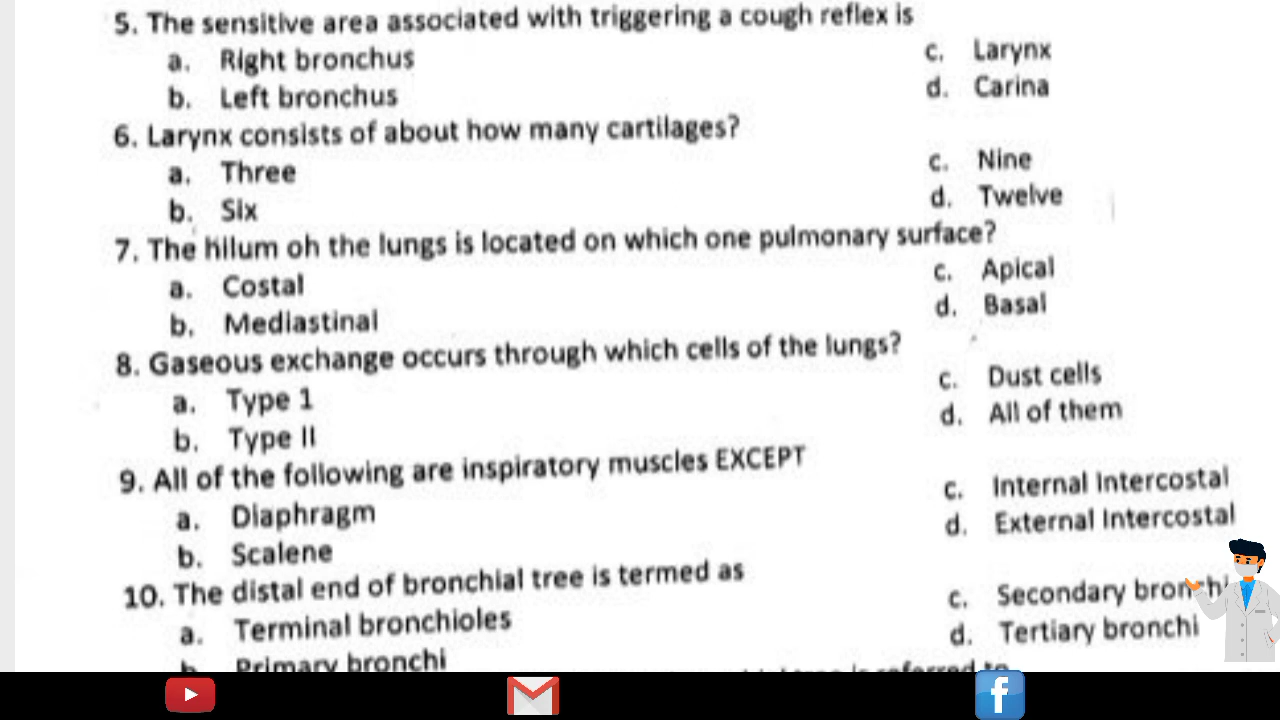 5. The sensitive area associated with triggering a cough reflex is
a. Right bronchus
c. Larynx
b. Left bronchus
d. Carina
6. Larynx consists of about how many cartilages?
a. Three
c. Nine
b. Six
d. Twelve
7. The hilum oh the lungs is located on which one pulmonary surface?
a. Costal
c. Apical
b. Mediastinal
d. Basal
8. Gaseous exchange occurs through which cells of the lungs?
a. Type 1
c. Dust cells
b. Type II
d. All of them
9. All of the following are inspiratory muscles EXCEPT
a. Diaphragm
c. Internal Intercostal
b. Scalene
d. External Intercostal
10. The distal end of bronchial tree is termed as
a. Terminal bronchioles
c. Secondary bronchi
b. Primary bronchi
d. Tertiary bronchi
is referred to